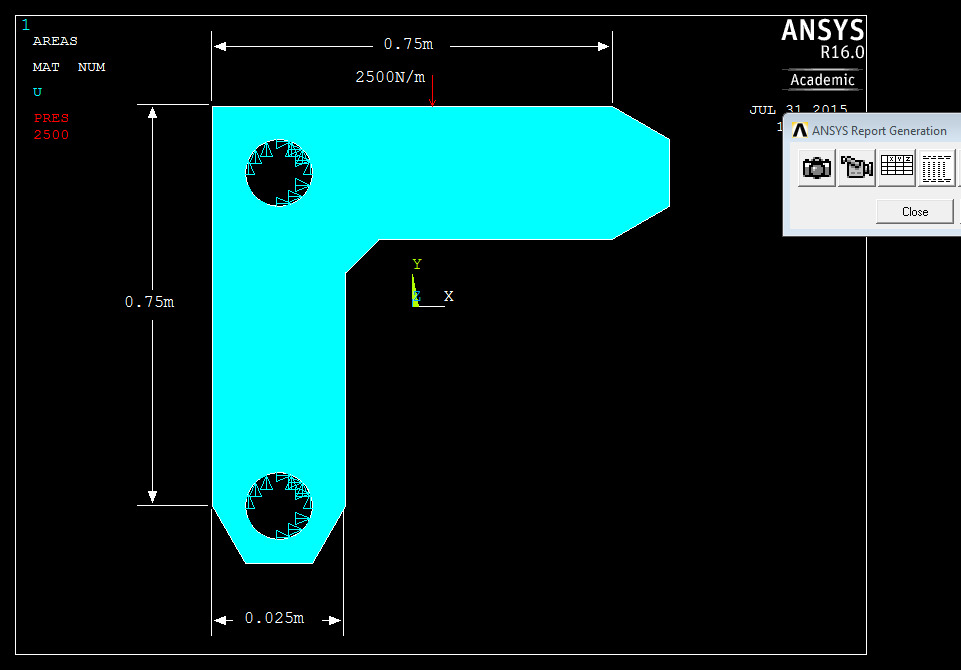 1
AREAS
MAT NUM
U
PRES
2500
0.75m
2500N/m
ANSYS
R16.0
Academic
JUL 31 2015
1
ANSYS Report Generation
X Y Z
Close
0.75m
Y
Z
X
0.025m